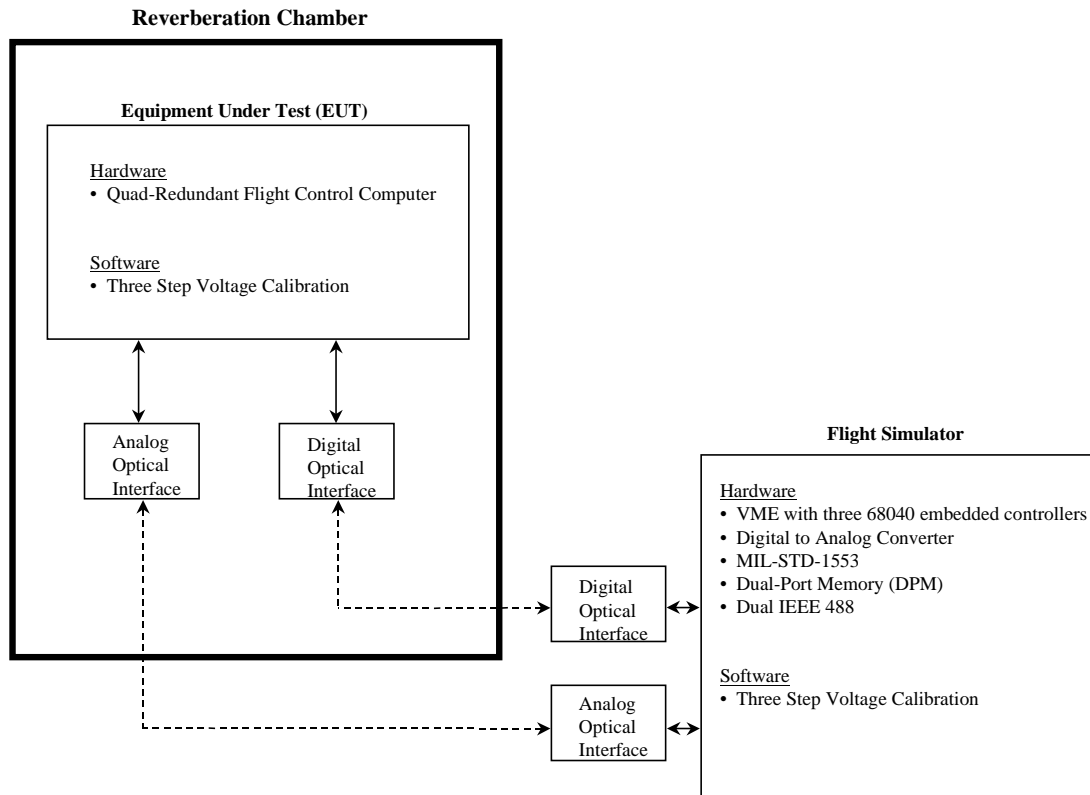 Reverberation Chamber
Equipment Under Test (EUT)
Hardware
• Quad-Redundant Flight Control Computer
Software
• Three Step Voltage Calibration
Analog
Optical
Interface
Digital
Optical
Interface
Flight Simulator
Hardware
• VME with three 68040 embedded controllers
• Digital to Analog Converter
• MIL-STD-1553
• Dual-Port Memory (DPM)
• Dual IEEE 488
Software
• Three Step Voltage Calibration
Digital
Optical
Interface
Analog
Optical
Interface